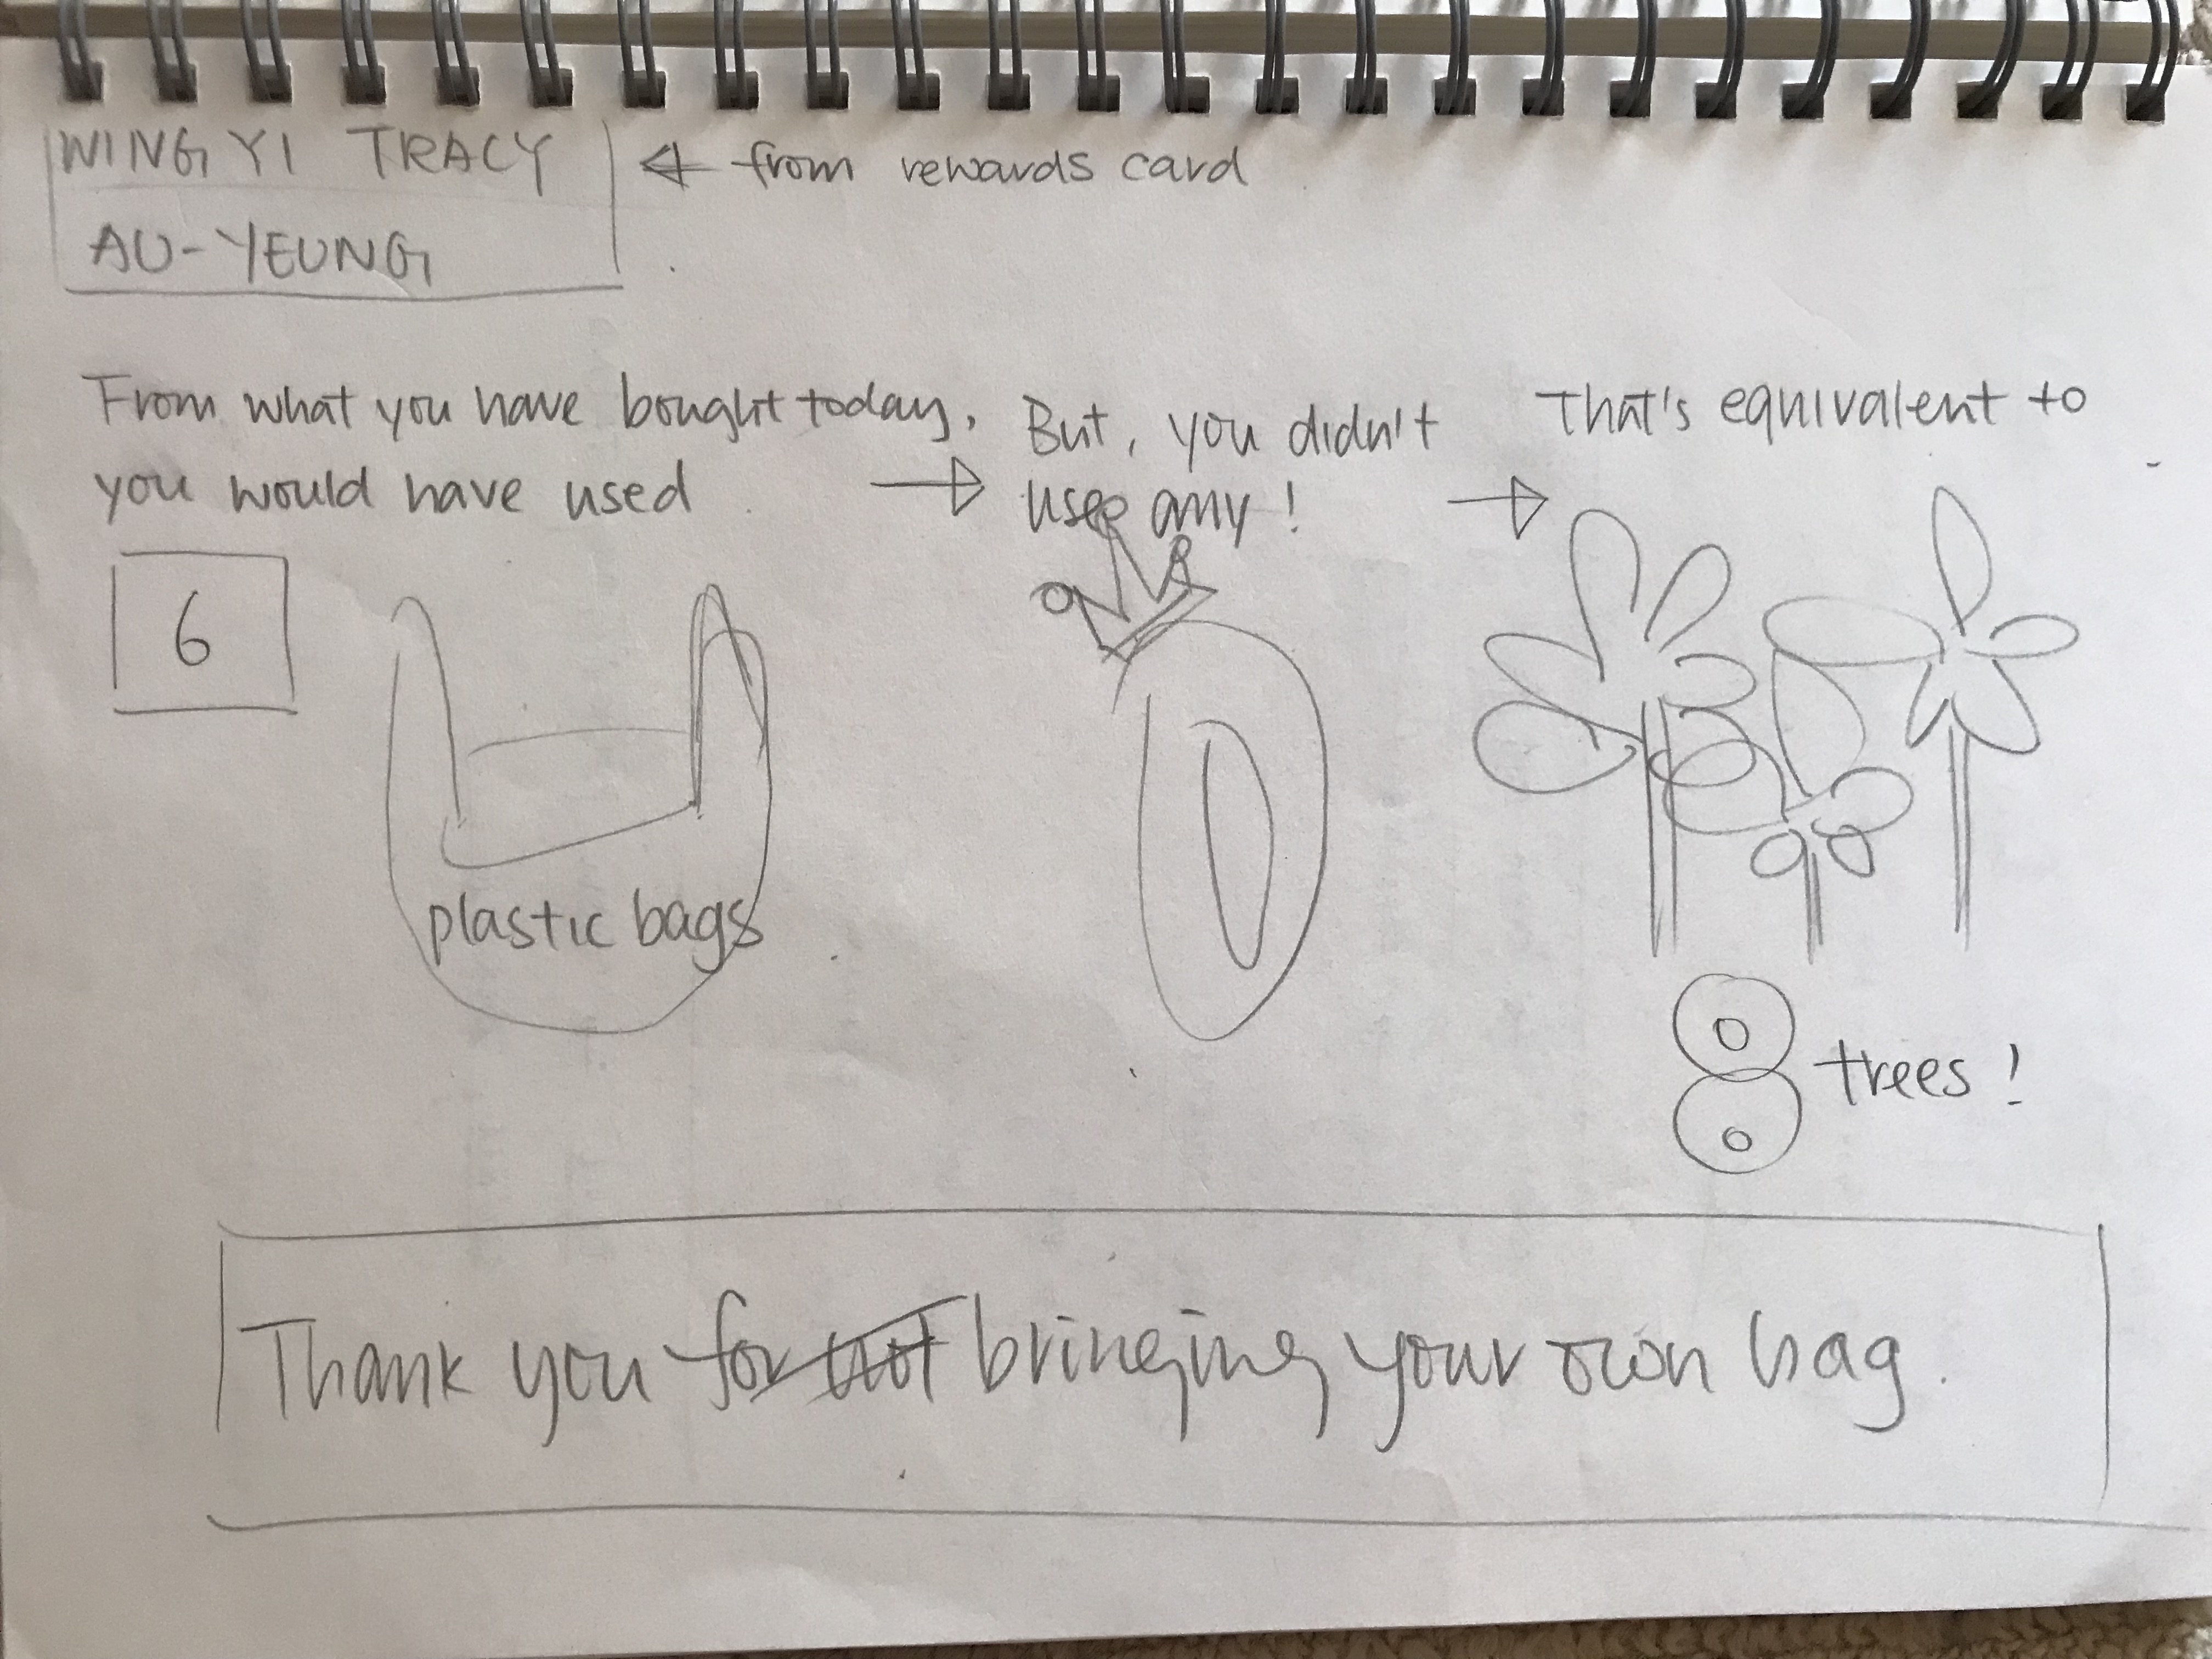 WING YI TRACY ← from rewards card
AU-YEUNG
From what you have bought today,
you would have used
→ But, you didn't
use any!
→ That's equivalent to
6
plastic bags
0
8 trees!
Thank you for not bringing your own bag.